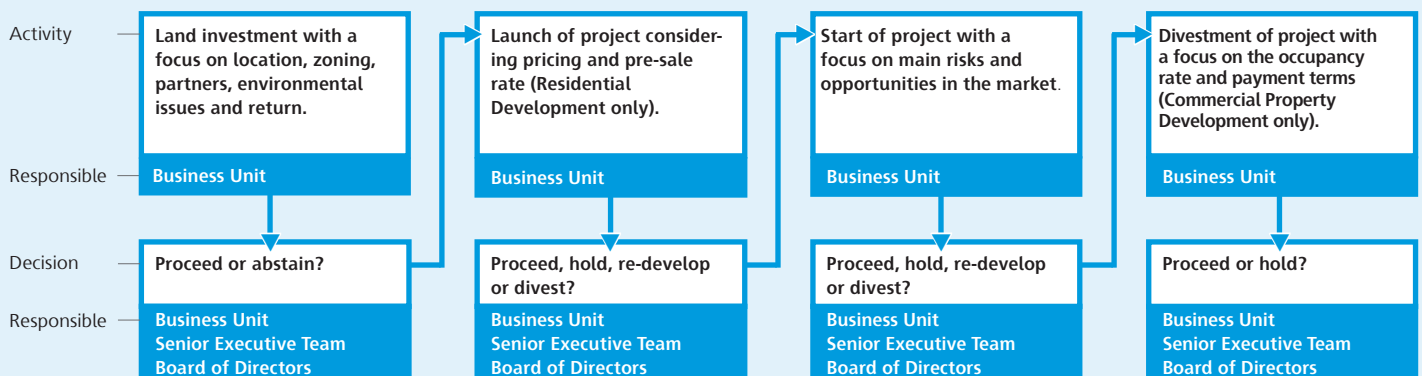 Activity
Land investment with a
focus on location, zoning,
partners, environmental
issues and return.
Launch of project consider-
ing pricing and pre-sale
rate (Residential
Development only).
Start of project with a
focus on main risks and
opportunities in the market.
Divestment of project with
a focus on the occupancy
rate and payment terms
(Commercial Property
Development only).
Responsible
Business Unit
Business Unit
Business Unit
Business Unit
Decision
Proceed or abstain?
Proceed, hold, re-develop
or divest?
Proceed, hold, re-develop
or divest?
Proceed or hold?
Responsible
Business Unit
Senior Executive Team
Board of Directors
Business Unit
Senior Executive Team
Board of Directors
Business Unit
Senior Executive Team
Board of Directors
Business Unit
Senior Executive Team
Board of Directors